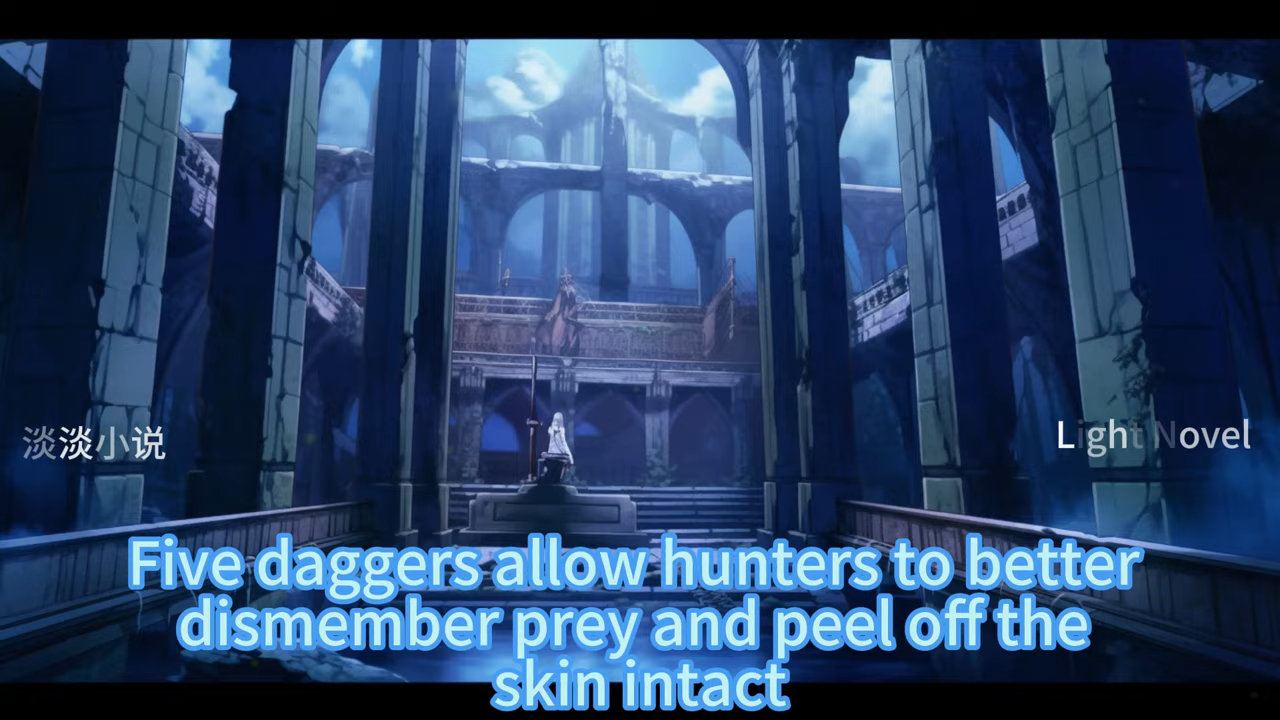 淡淡小说
Light Novel
Five daggers allow hunters to better
dismember prey and peel off the
skin intact